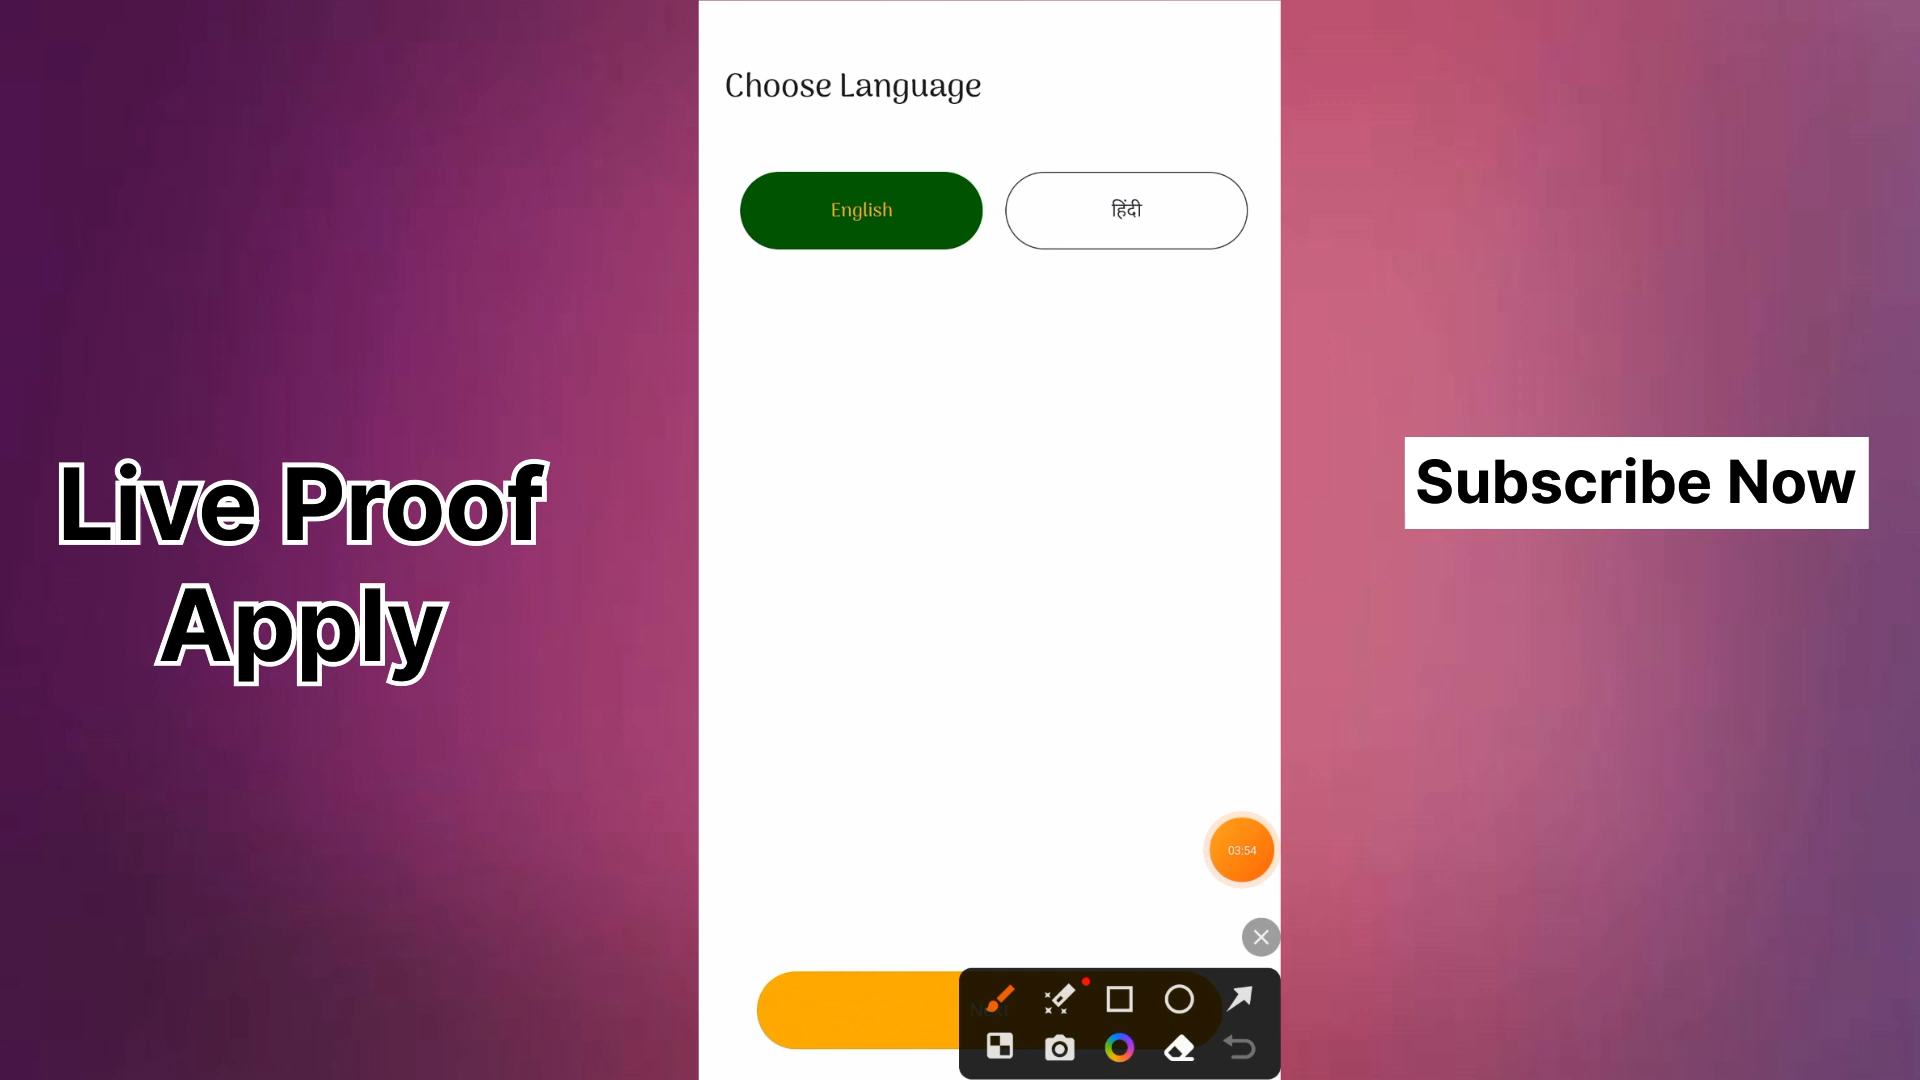 Choose Language
English
हिंदी
Live Proof
Apply
Subscribe Now
03:54